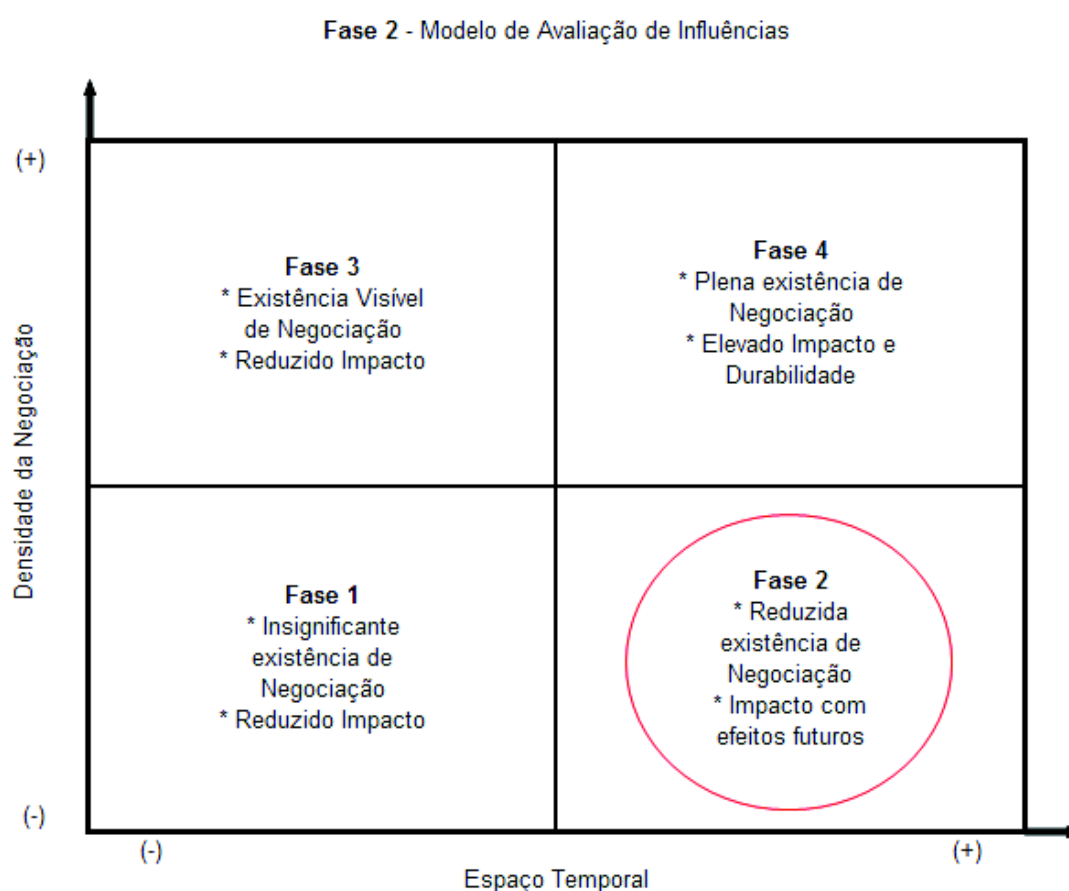 Fase 2 - Modelo de Avaliação de Influências
(+)
Densidade da Negociação
(-)
Fase 3
* Existência Visível
de Negociação
* Reduzido Impacto
Fase 4
* Plena existência de
Negociação
* Elevado Impacto e
Durabilidade
Fase 1
* Insignificante
existência de
Negociação
* Reduzido Impacto
Fase 2
* Reduzida
existência de
Negociação
* Impacto com
efeitos futuros
(-)
(+)
Espaço Temporal